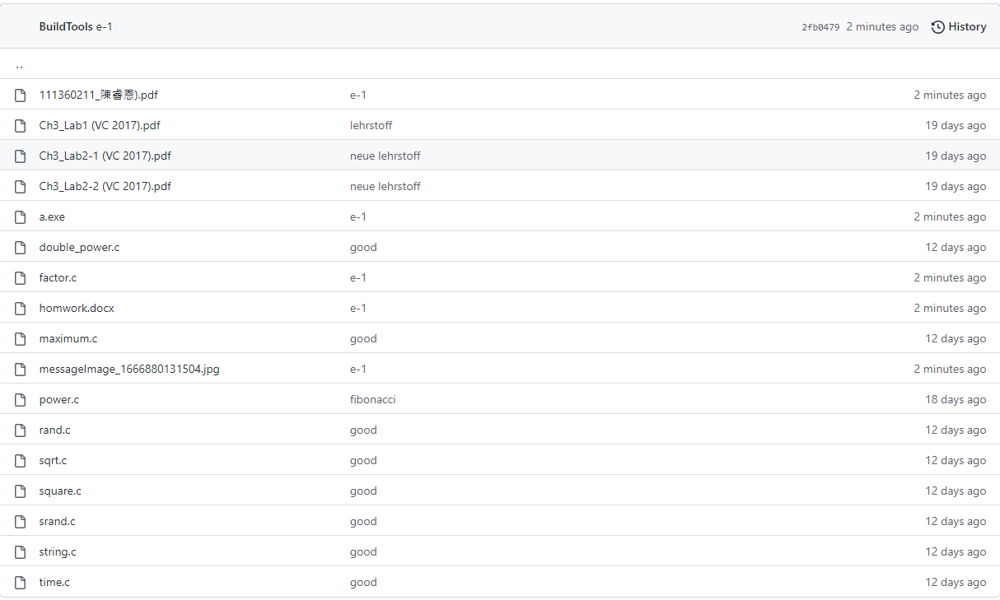 BuildTools e-1 2fb0479 2 minutes ago History
..
111360211_陳睿恩).pdf e-1 2 minutes ago
Ch3_Lab1 (VC 2017).pdf lehrstoff 19 days ago
Ch3_Lab2-1 (VC 2017).pdf neue lehrstoff 19 days ago
Ch3_Lab2-2 (VC 2017).pdf neue lehrstoff 19 days ago
a.exe e-1 2 minutes ago
double_power.c good 12 days ago
factor.c e-1 2 minutes ago
homwork.docx e-1 2 minutes ago
maximum.c good 12 days ago
messageImage_1666880131504.jpg e-1 2 minutes ago
power.c fibonacci 18 days ago
rand.c good 12 days ago
sqrt.c good 12 days ago
square.c good 12 days ago
srand.c good 12 days ago
string.c good 12 days ago
time.c good 12 days ago